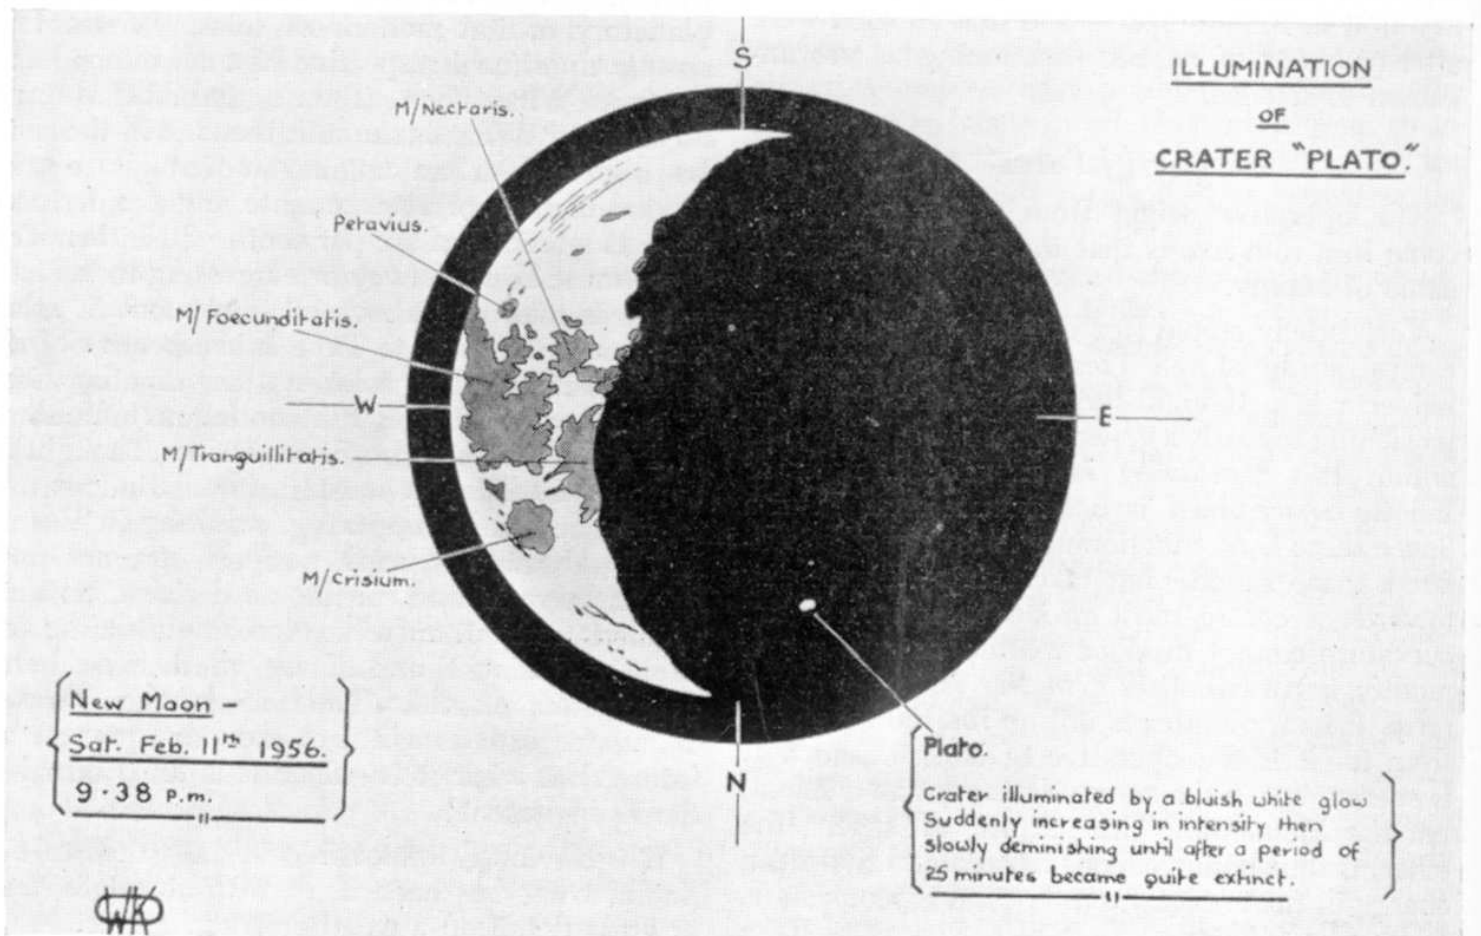 ILLUMINATION
OF
CRATER "PLATO."
S
M/Nectaris.
Petavius.
M/Foecunditatis.
W
E
M/Tranquillitatis.
M/Crisium.
N
New Moon -
Sat. Feb. 11th 1956.
9·38 P.m.
Plato.
Crater illuminated by a bluish white glow
suddenly increasing in intensity then
slowly deminishing until after a period of
25 minutes became quite extinct.